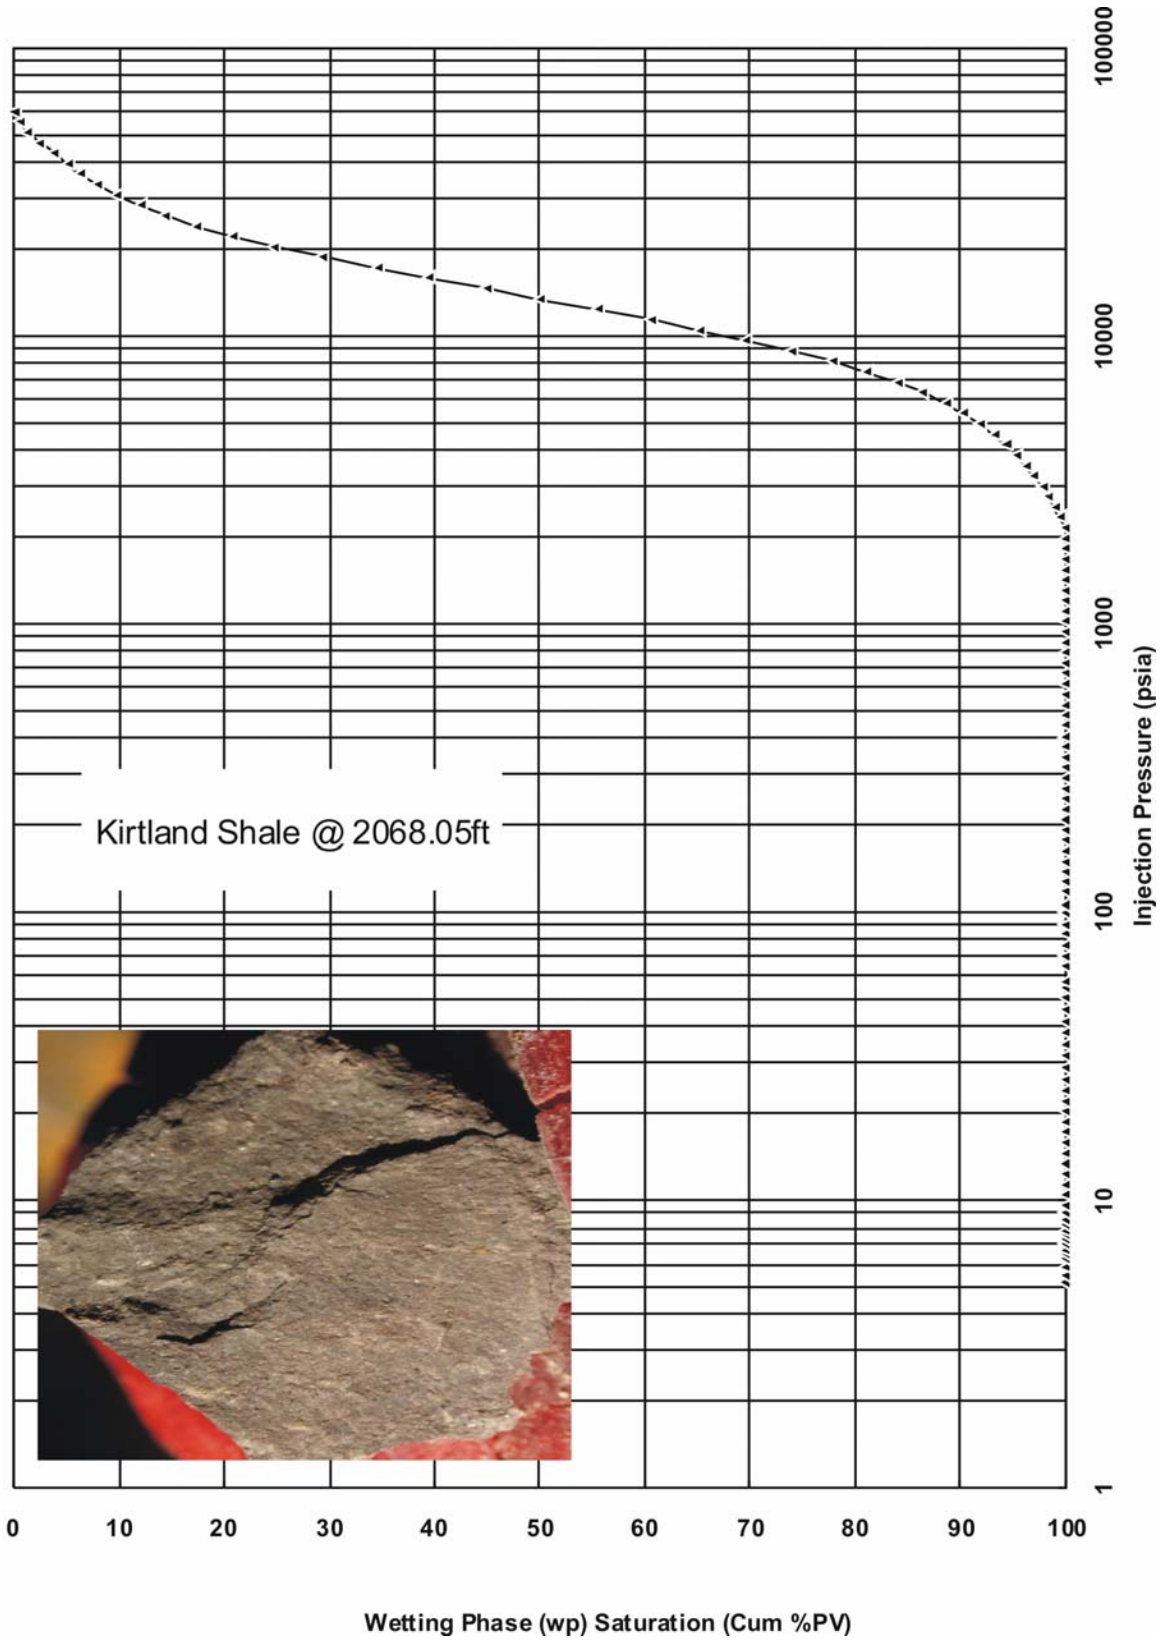 100000
10000
1000
100
10
1
Injection Pressure (psia)
Kirtland Shale @ 2068.05ft
0 10 20 30 40 50 60 70 80 90 100
Wetting Phase (wp) Saturation (Cum %PV)